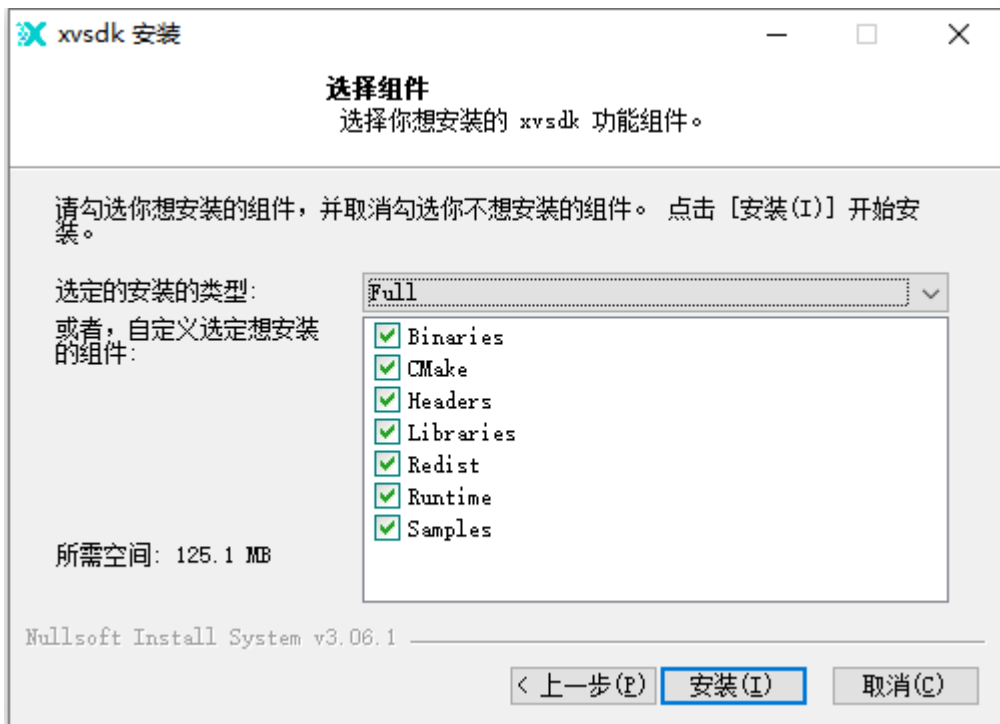 xvsdk 安装
选择组件
选择你想安装的 xvsdk 功能组件。
请勾选你想安装的组件，并取消勾选你不想安装的组件。 点击 [安装(I)] 开始安
装。
选定的安装的类型:
Full
或者，自定义选定想安装
的组件:
Binaries
CMake
Headers
Libraries
Redist
Runtime
Samples
所需空间: 125.1 MB
Nullsoft Install System v3.06.1
< 上一步(P)
安装(I)
取消(C)